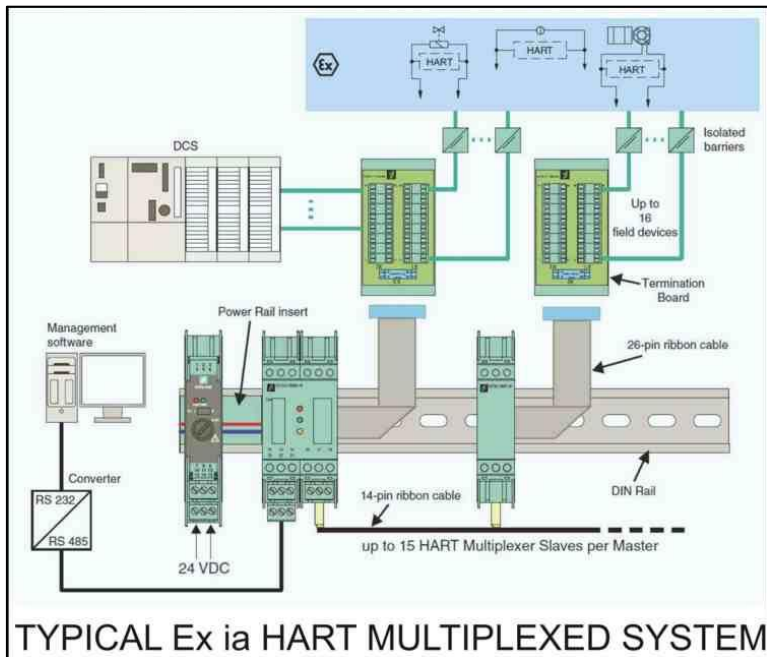 HART
HART
HART
Ex
DCS
Isolated
barriers
Up to
16
field devices
Termination
Board
Power Rail insert
Management
software
26-pin ribbon cable
Converter
RS 232
RS 485
14-pin ribbon cable
DIN Rail
24 VDC
up to 15 HART Multiplexer Slaves per Master
TYPICAL Ex ia HART MULTIPLEXED SYSTEM